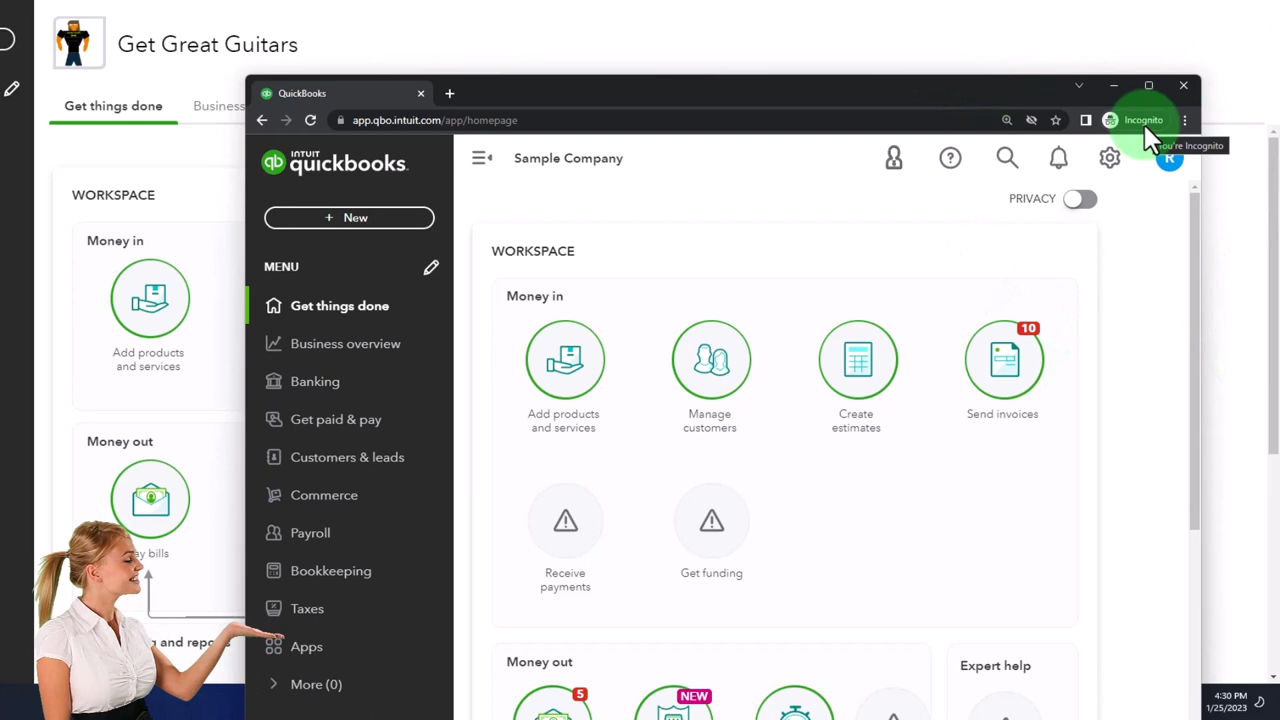 Get Great Guitars
Get things done
Business
WORKSPACE
Money in
Add products
and services
Money out
ay bills
g and repor
QuickBooks
app.qbo.intuit.com/app/homepage
Incognito
You're Incognito
INTUIT
quickbooks.
Sample Company
R
+ New
PRIVACY
MENU
Get things done
Business overview
Banking
Get paid & pay
Customers & leads
Commerce
Payroll
Bookkeeping
Taxes
Apps
More (0)
WORKSPACE
Money in
Add products
and services
Manage
customers
Create
estimates
10
Send invoices
Receive
payments
Get funding
Money out
5
NEW
Expert help
4:30 PM
1/25/2023